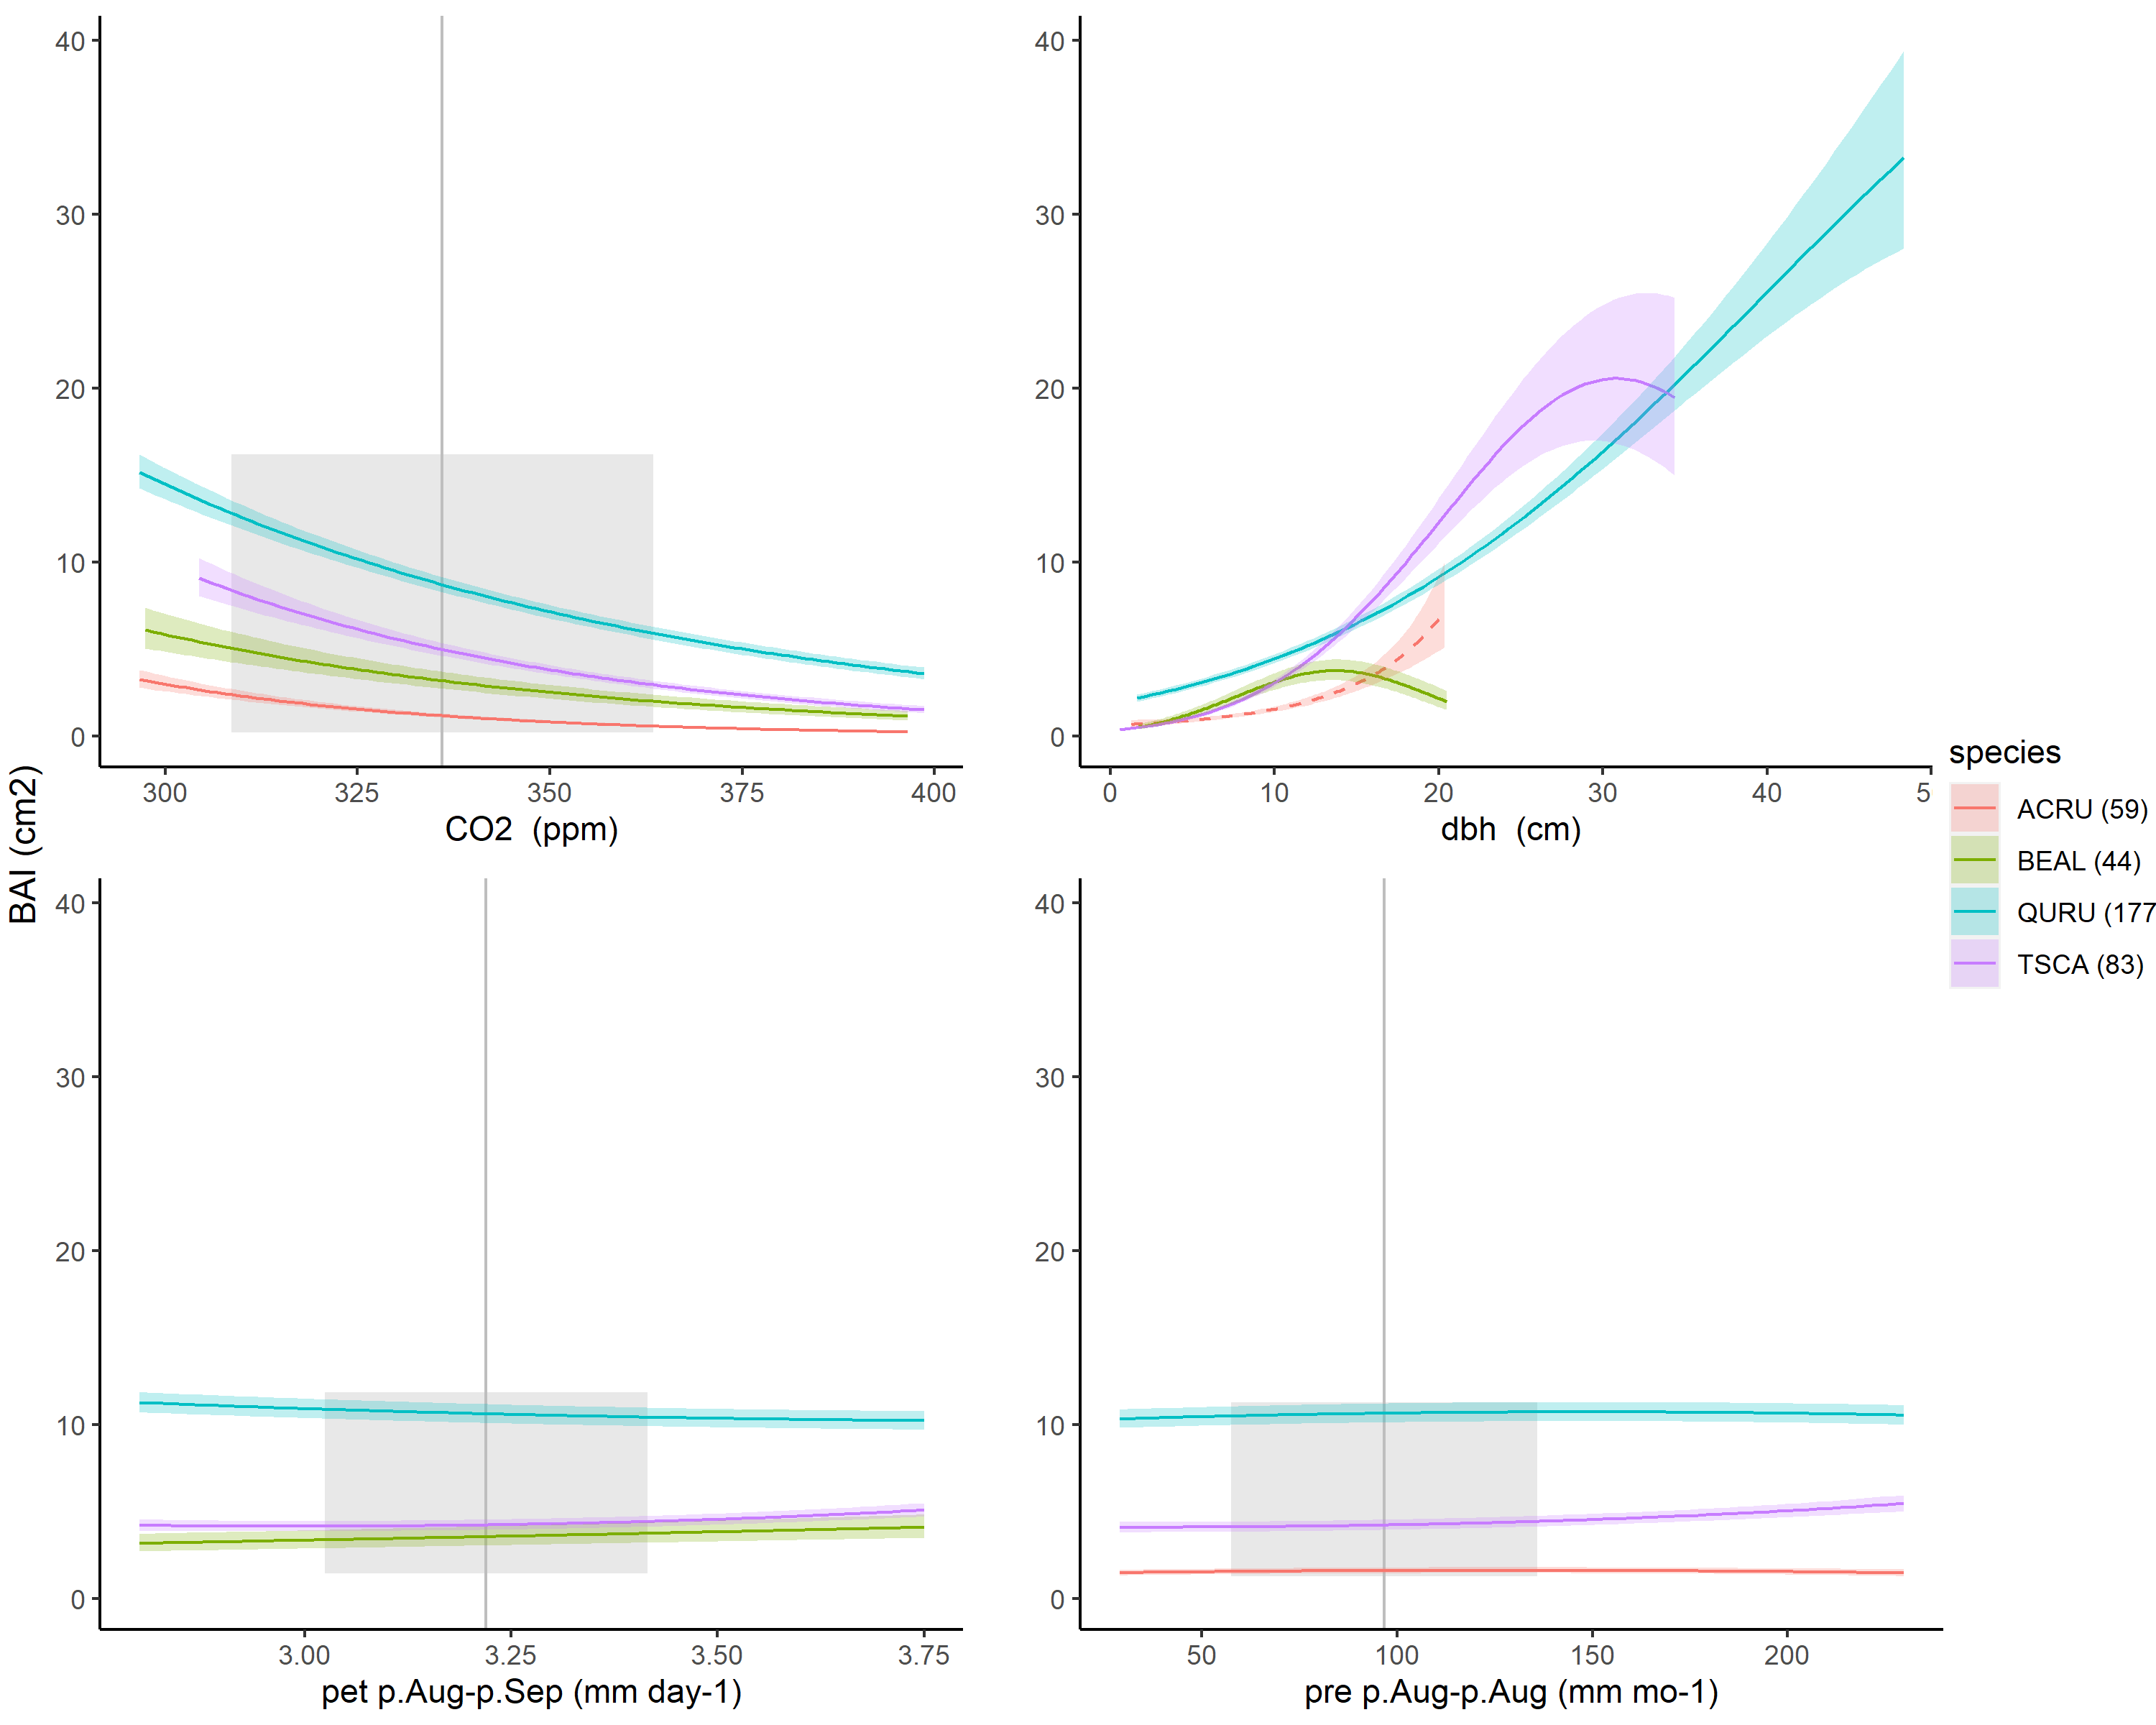 40
30
20
10
0
300 325 350 375 400
CO2 (ppm)
40
30
20
10
0
0 10 20 30 40 5
dbh (cm)
BAI (cm2)
species
ACRU (59)
BEAL (44)
QURU (177
TSCA (83)
40
30
20
10
0
3.00 3.25 3.50 3.75
pet p.Aug-p.Sep (mm day-1)
40
30
20
10
0
50 100 150 200
pre p.Aug-p.Aug (mm mo-1)